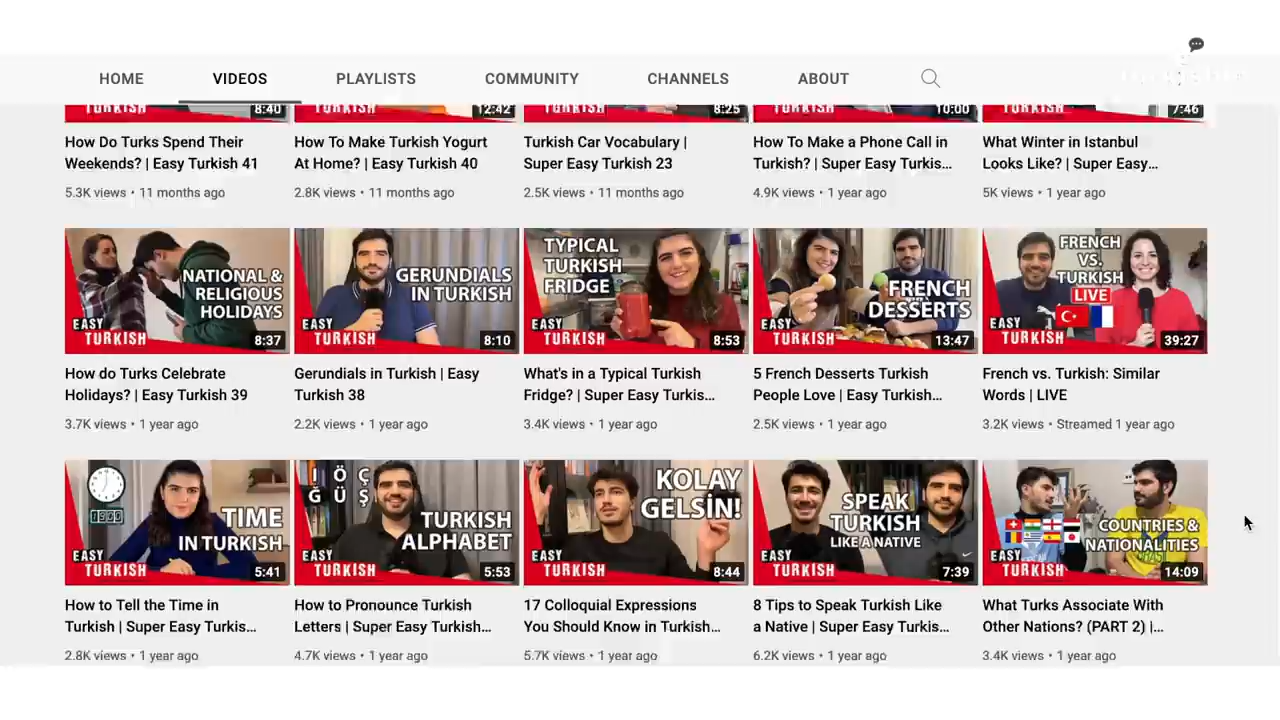 HOME VIDEOS PLAYLISTS COMMUNITY CHANNELS ABOUT
TURKISH 8:40 TURKISH 12:42 TURKISH 8:25 TURKISH 10:00 TURKISH 7:46
How Do Turks Spend Their
Weekends? | Easy Turkish 41
5.3K views • 11 months ago
How To Make Turkish Yogurt
At Home? | Easy Turkish 40
2.8K views • 11 months ago
Turkish Car Vocabulary |
Super Easy Turkish 23
2.5K views • 11 months ago
How To Make a Phone Call in
Turkish? | Super Easy Turkis...
4.9K views • 1 year ago
What Winter in Istanbul
Looks Like? | Super Easy...
5K views • 1 year ago
NATIONAL &
RELIGIOUS
HOLIDAYS
EASY
TURKISH
8:37
How do Turks Celebrate
Holidays? | Easy Turkish 39
3.7K views • 1 year ago
GERUNDIALS
IN TURKISH
EASY
TURKISH
8:10
Gerundials in Turkish | Easy
Turkish 38
2.2K views • 1 year ago
TYPICAL
TURKISH
FRIDGE
EASY
TURKISH
8:53
What's in a Typical Turkish
Fridge? | Super Easy Turkis...
3.4K views • 1 year ago
FRENCH
DESSERTS
EASY
TURKISH
13:47
5 French Desserts Turkish
People Love | Easy Turkish...
2.5K views • 1 year ago
FRENCH
VS.
TURKISH
LIVE
EASY
TURKISH
39:27
French vs. Turkish: Similar
Words | LIVE
3.2K views • Streamed 1 year ago
1900
TIME
IN TURKISH
EASY
TURKISH
5:41
How to Tell the Time in
Turkish | Super Easy Turkis...
2.8K views • 1 year ago
I Ö Ç
Ğ Ü Ş
TURKISH
ALPHABET
EASY
TURKISH
5:53
How to Pronounce Turkish
Letters | Super Easy Turkish...
4.7K views • 1 year ago
KOLAY
GELSİN!
EASY
TURKISH
8:44
17 Colloquial Expressions
You Should Know in Turkish...
5.7K views • 1 year ago
SPEAK
TURKISH
LIKE A NATIVE
EASY
TURKISH
7:39
8 Tips to Speak Turkish Like
a Native | Super Easy Turkis...
6.2K views • 1 year ago
COUNTRIES &
NATIONALITIES
EASY
TURKISH
14:09
What Turks Associate With
Other Nations? (PART 2) |...
3.4K views • 1 year ago